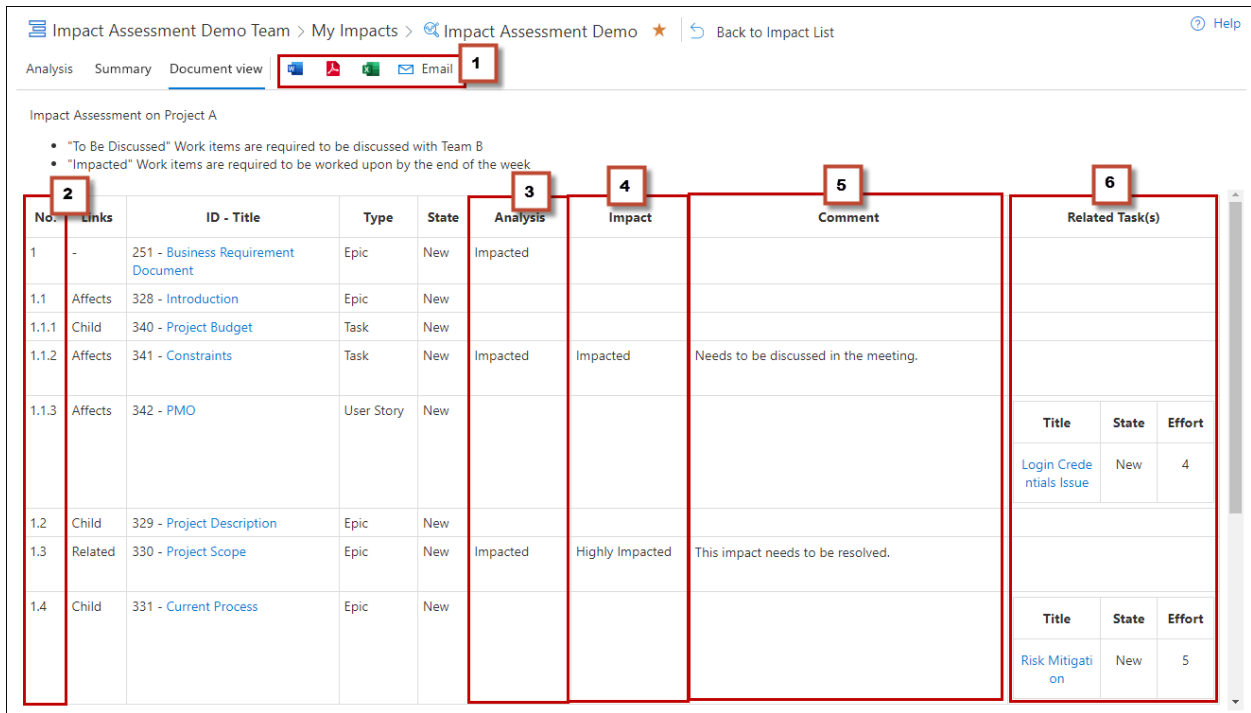 Impact Assessment Demo Team > My Impacts > Impact Assessment Demo ★ Back to Impact List Help
Analysis Summary Document view Email 1
Impact Assessment on Project A
• "To Be Discussed" Work items are required to be discussed with Team B
• "Impacted" Work items are required to be worked upon by the end of the week
2 3 4 5 6
No. Links ID - Title Type State Analysis Impact Comment Related Task(s)
1 - 251 - Business Requirement Epic New Impacted
Document
1.1 Affects 328 - Introduction Epic New
1.1.1 Child 340 - Project Budget Task New
1.1.2 Affects 341 - Constraints Task New Impacted Impacted Needs to be discussed in the meeting.
1.1.3 Affects 342 - PMO User Story New
Title State Effort
Login Crede New 4
ntials Issue
1.2 Child 329 - Project Description Epic New
1.3 Related 330 - Project Scope Epic New Impacted Highly Impacted This impact needs to be resolved.
1.4 Child 331 - Current Process Epic New
Title State Effort
Risk Mitigati New 5
on